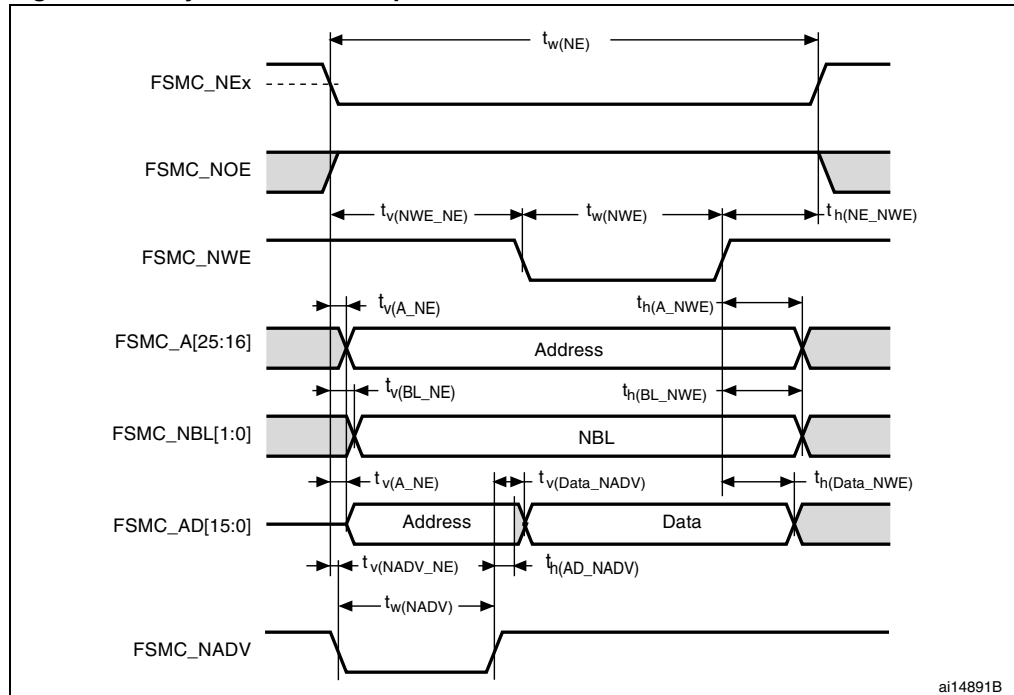 tw(NE)
FSMC_NEx
FSMC_NOE
tv(NWE_NE)
tw(NWE)
th(NE_NWE)
FSMC_NWE
tv(A_NE)
th(A_NWE)
FSMC_A[25:16]
Address
tv(BL_NE)
th(BL_NWE)
FSMC_NBL[1:0]
NBL
tv(A_NE)
tv(Data_NADV)
th(Data_NWE)
FSMC_AD[15:0]
Address
Data
tv(NADV_NE)
th(AD_NADV)
tw(NADV)
FSMC_NADV
ai14891B